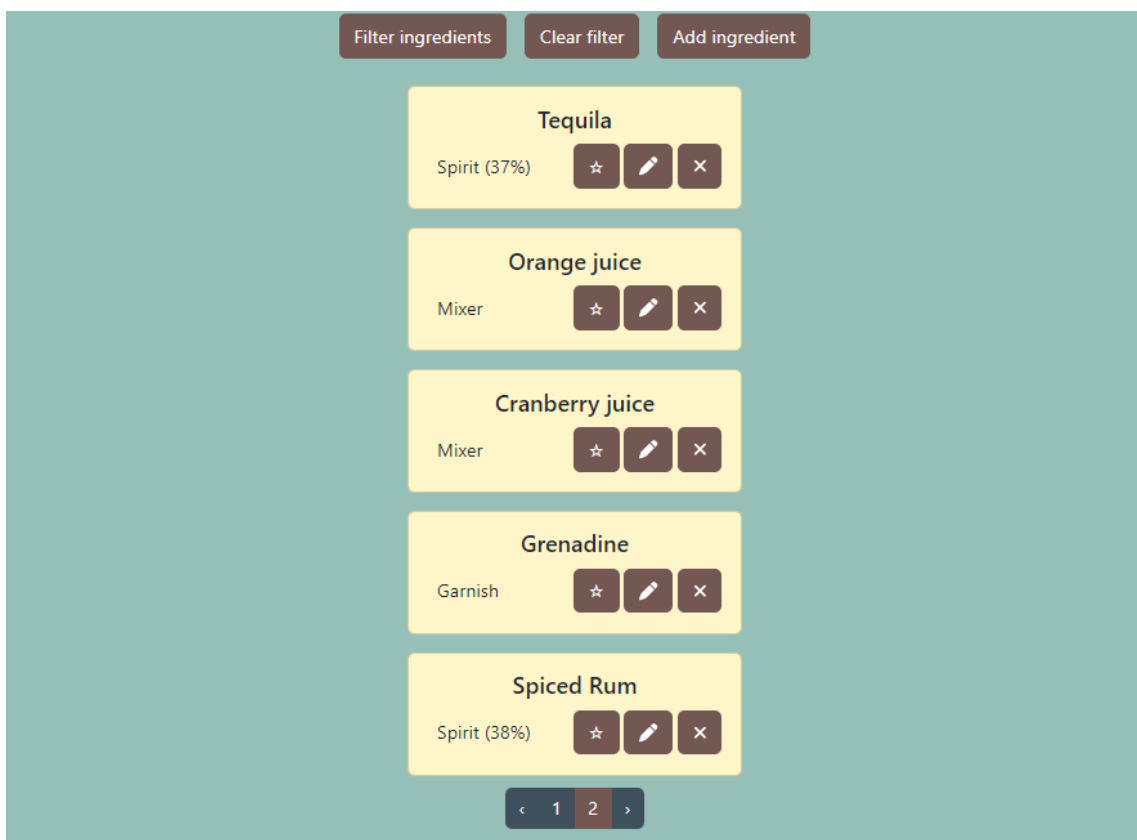 Filter ingredients Clear filter Add ingredient
Tequila
Spirit (37%)
Orange juice
Mixer
Cranberry juice
Mixer
Grenadine
Garnish
Spiced Rum
Spirit (38%)
‹ 1 2 ›